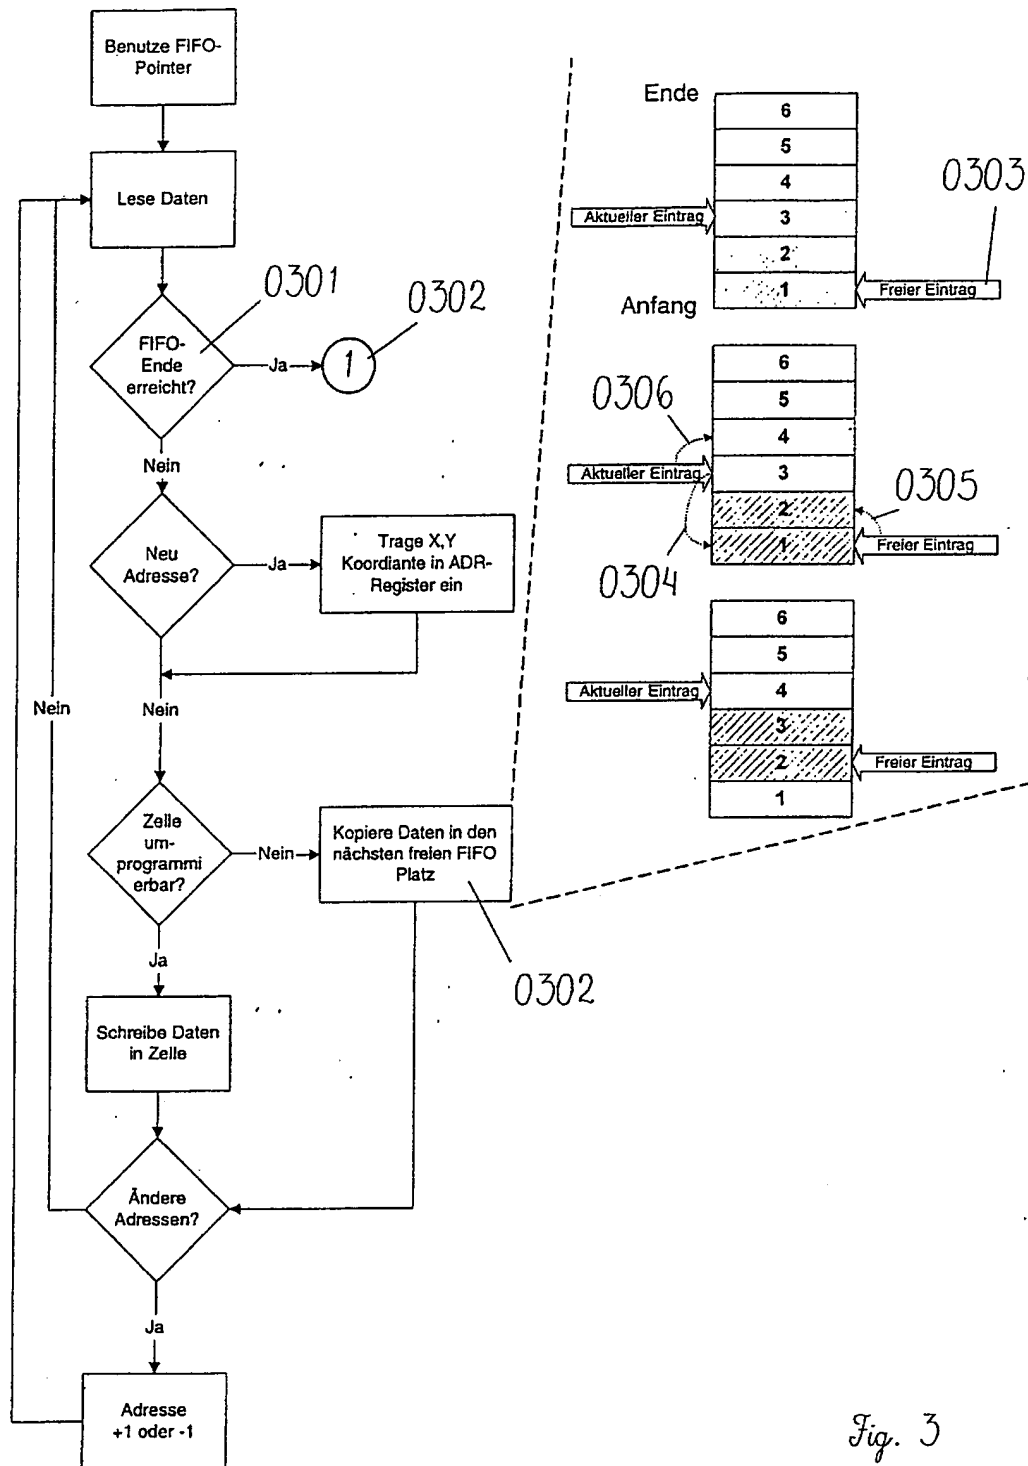 Benutze FIFO-
Pointer
Lese Daten
0301
0302
FIFO-
Ende
erreicht?
Ja
1
Nein
Neu
Adresse?
Ja
Trage X,Y
Koordiante in ADR-
Register ein
Nein
Nein
Zelle
um-
programmi
erbar?
Nein
Kopiere Daten in den
nächsten freien FIFO
Platz
0302
Ja
Schreibe Daten
in Zelle
Ändere
Adressen?
Ja
Adresse
+1 oder -1
Ende
6
5
4
0303
Aktueller Eintrag
3
2
1
Freier Eintrag
Anfang
6
5
0306
4
Aktueller Eintrag
3
0305
2
1
Freier Eintrag
0304
6
5
Aktueller Eintrag
4
3
2
Freier Eintrag
1
Fig. 3